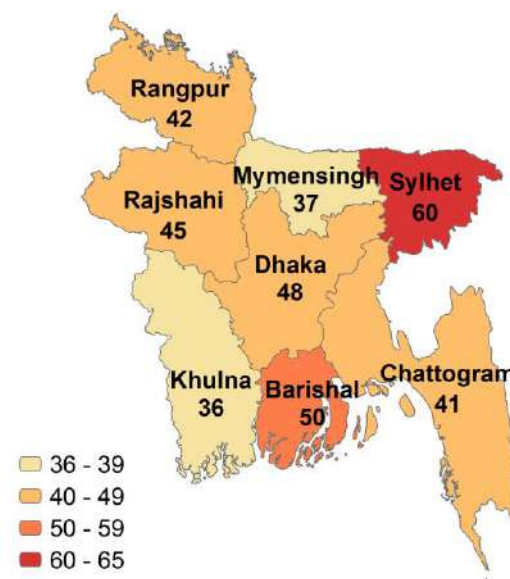 Rangpur
42
Mymensingh
37
Sylhet
60
Rajshahi
45
Dhaka
48
Khulna
36
Barishal
50
Chattogram
41
36 - 39
40 - 49
50 - 59
60 - 65